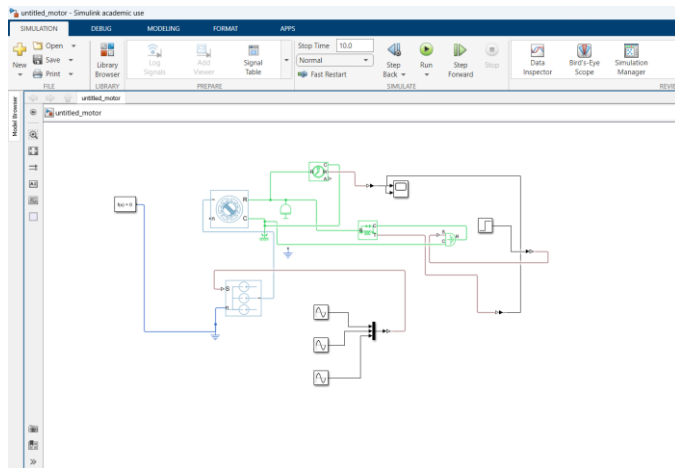 untitled_motor - Simulink academic use
SIMULATION DEBUG MODELING FORMAT APPS
New
Open
Save
Print
FILE
Library
Browser
LIBRARY
Log
Signals
Add
Viewer
Signal
Table
PREPARE
Stop Time 10.0
Normal
Fast Restart
Step
Back
Run
Step
Forward
Stop
SIMULATE
Data
Inspector
Bird's-Eye
Scope
Simulation
Manager
REVIE
untitled_motor
Model Browser
untitled_motor
f(x) = 0
R
C
n
C
R
A
S
n
S
C
R